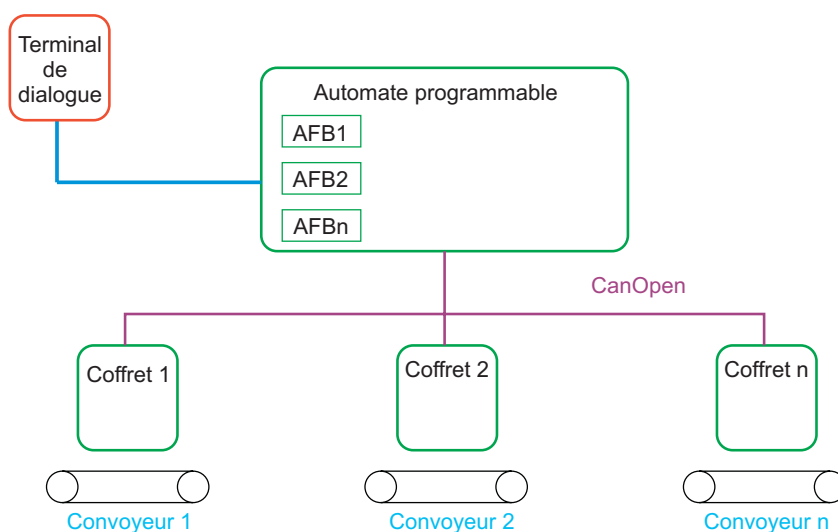 Terminal
de
dialogue
Automate programmable
AFB1
AFB2
AFBn
CanOpen
Coffret 1
Coffret 2
Coffret n
Convoyeur 1
Convoyeur 2
Convoyeur n